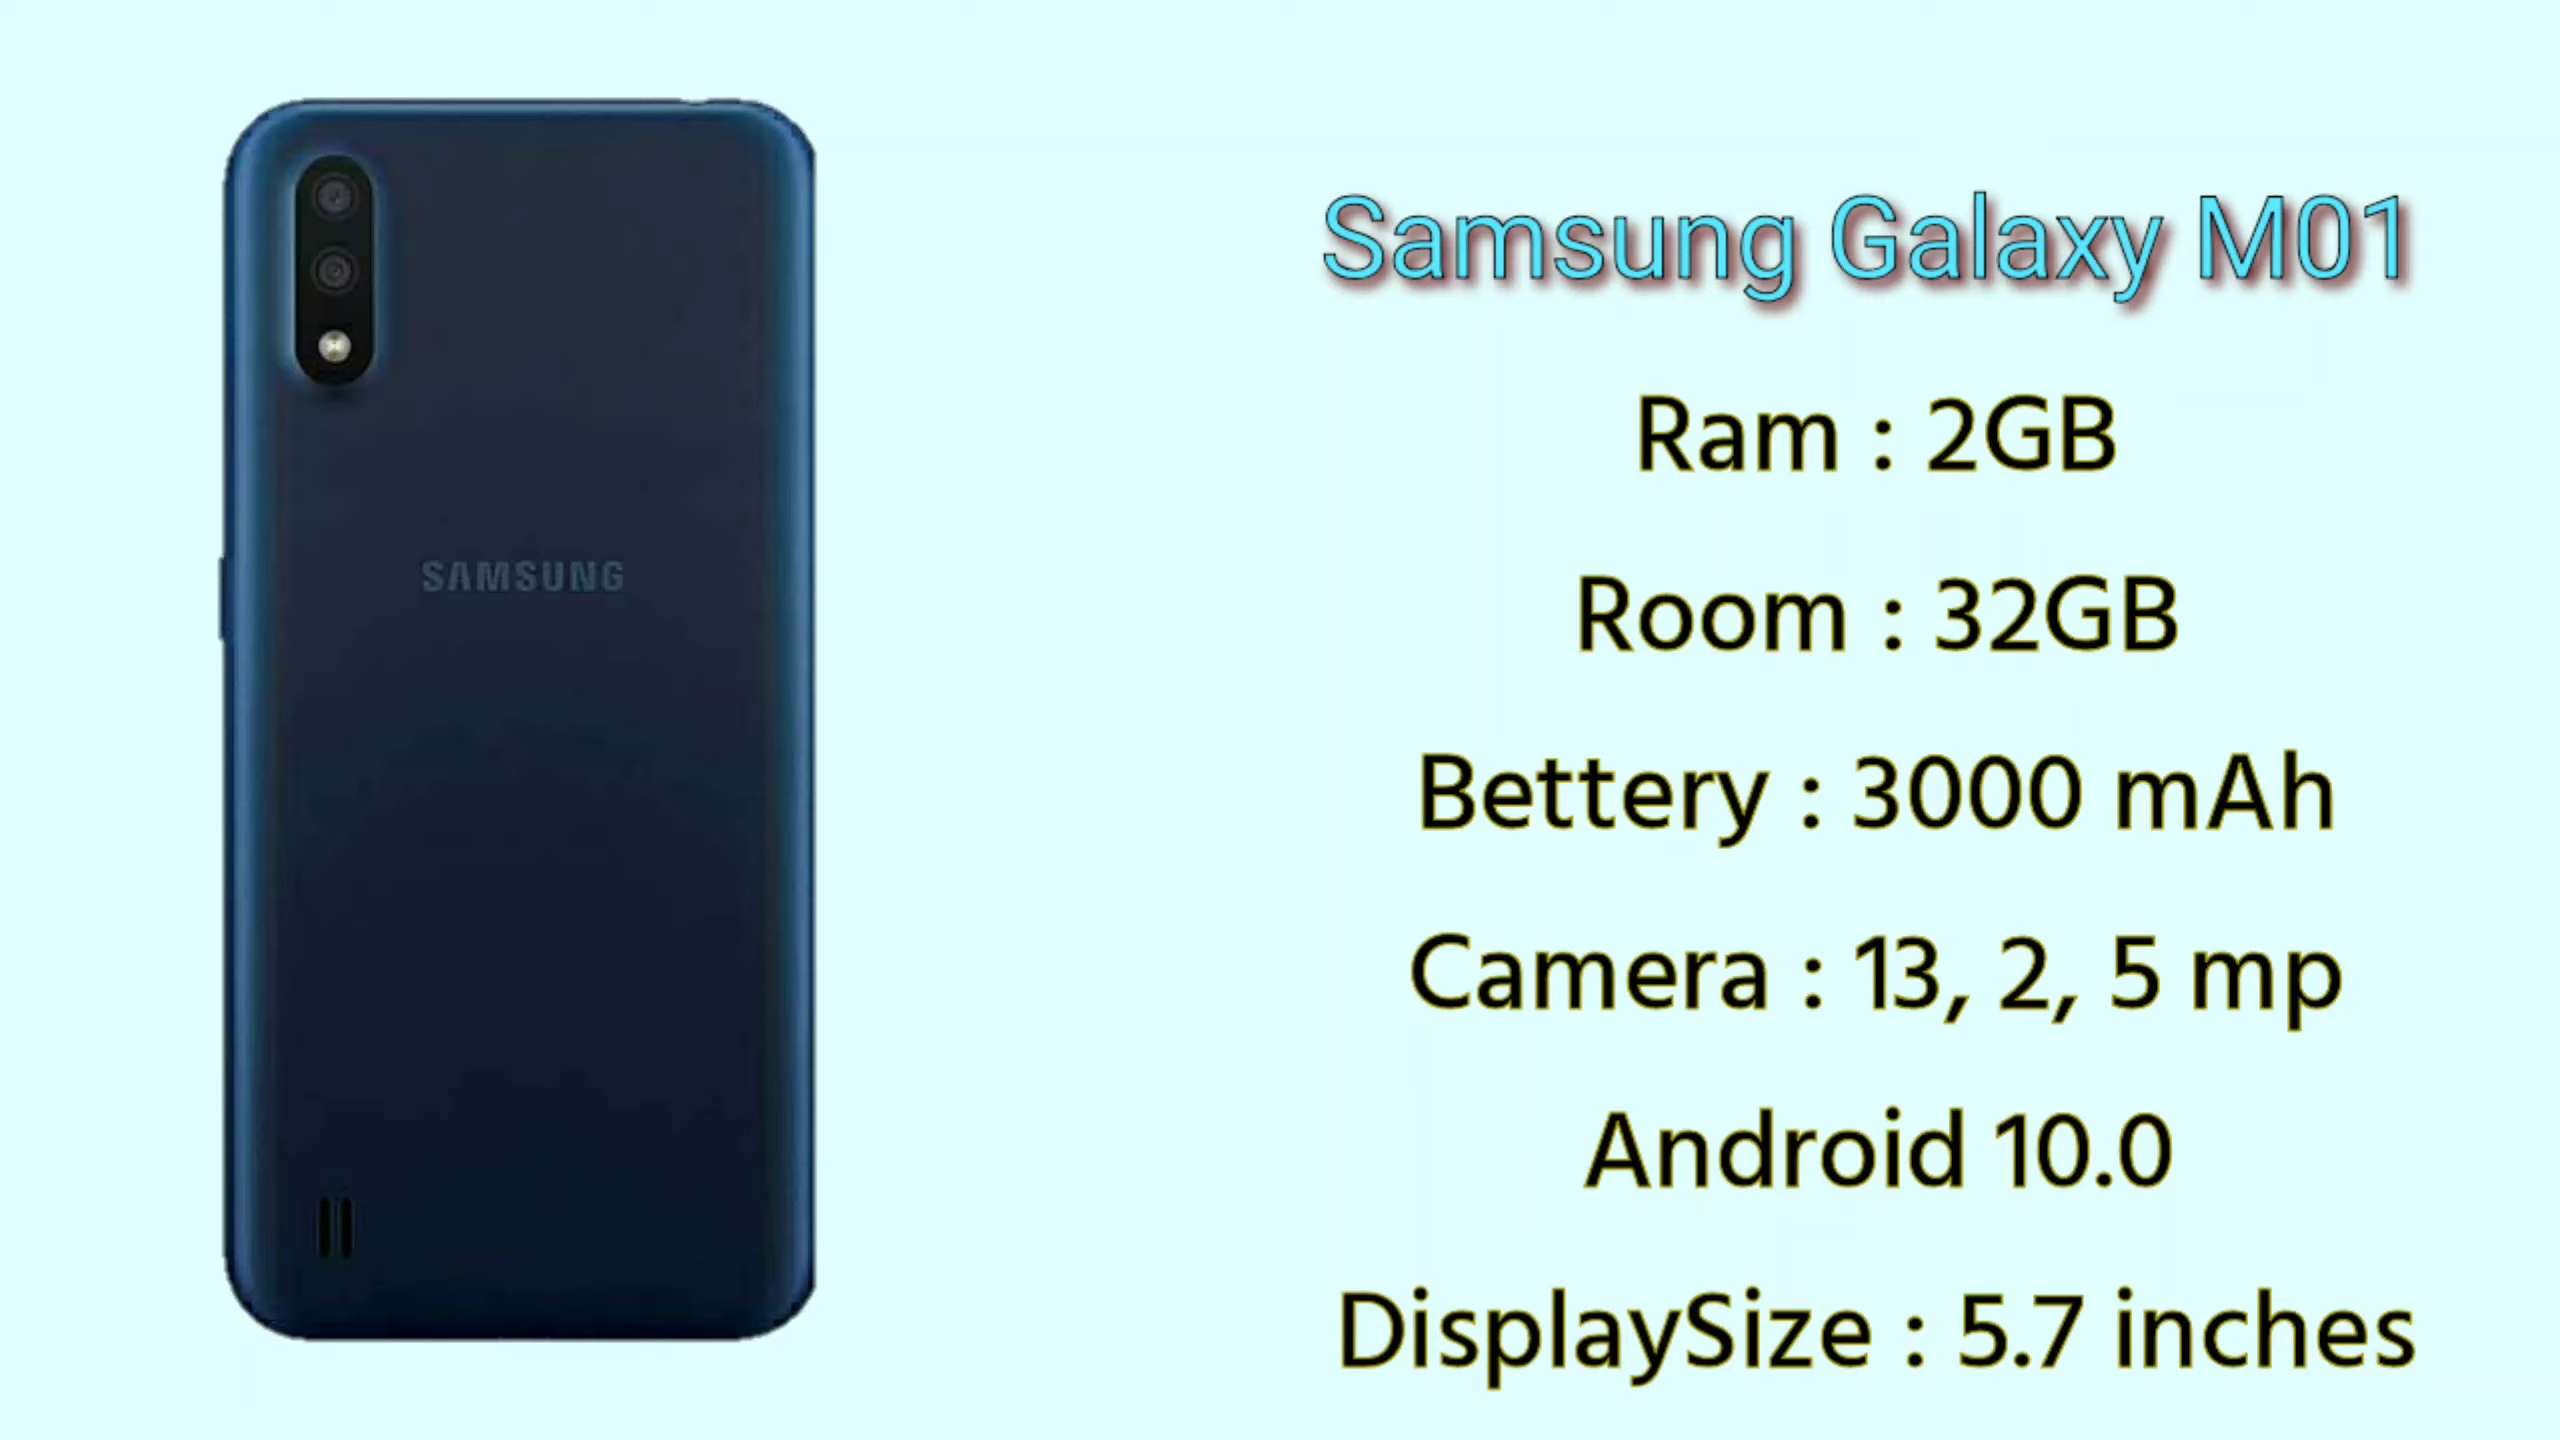 SAMSUNG
Samsung Galaxy M01
Ram : 2GB
Room : 32GB
Bettery : 3000 mAh
Camera : 13, 2, 5 mp
Android 10.0
DisplaySize : 5.7 inches